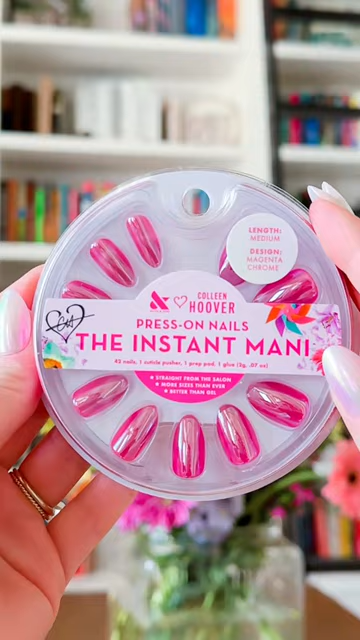 LENGTH:
MEDIUM
DESIGN:
MAGENTA
CHROME
COLLEEN
HOOVER
PRESS-ON NAILS
THE INSTANT MANI
42 nails, 1 cuticle pusher, 1 prep pad, 1 glue (2g, .07 oz)
STRAIGHT FROM THE SALON
MORE SIZES THAN EVER
BETTER THAN GEL